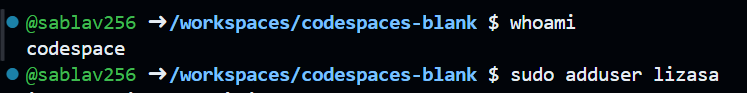 @sablav256 ➜/workspaces/codespaces-blank $ whoami
codespace
@sablav256 ➜/workspaces/codespaces-blank $ sudo adduser lizasa